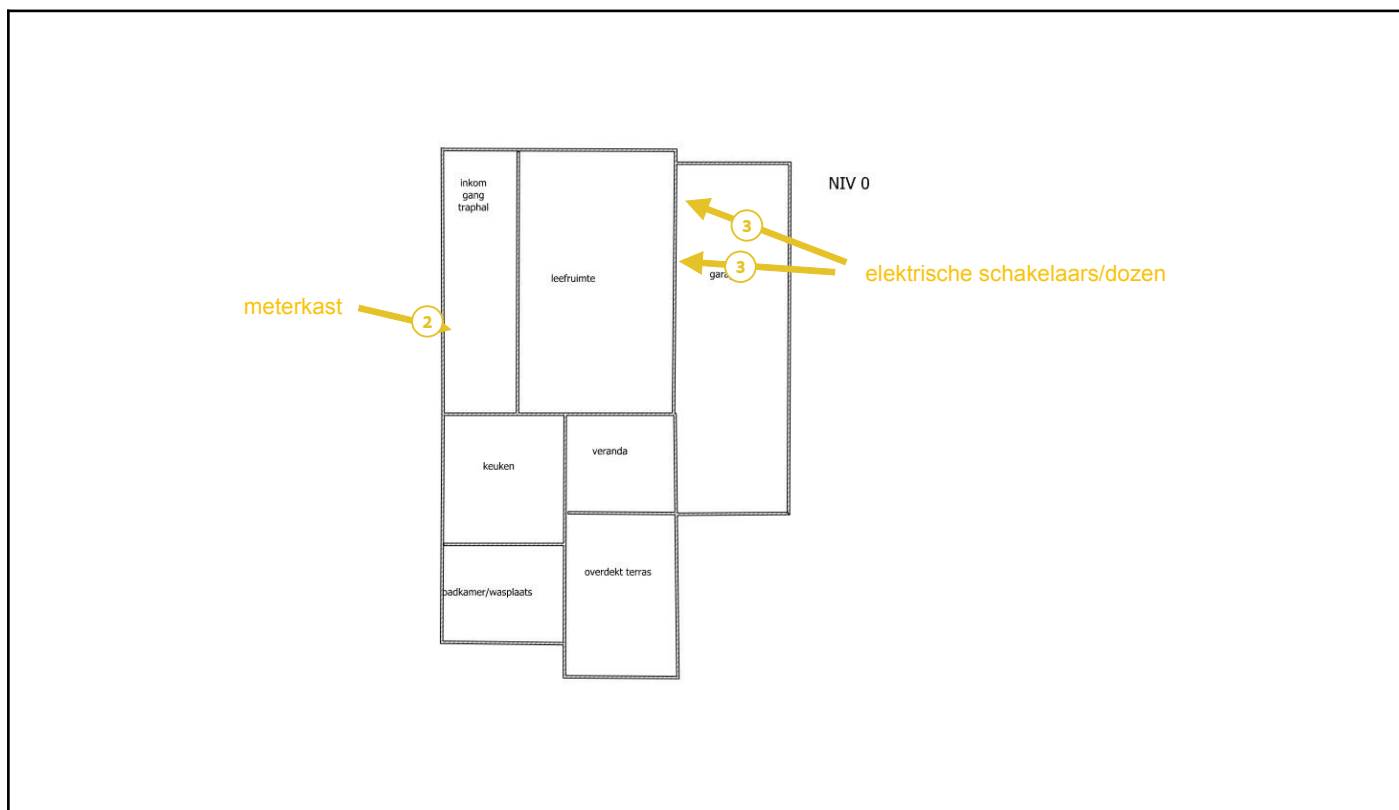 inkom
gang
traphal
NIV 0
3
leefruimte
3
elektrische schakelaars/dozen
meterkast
2
keuken
veranda
badkamer/wasplaats
overdekt terras